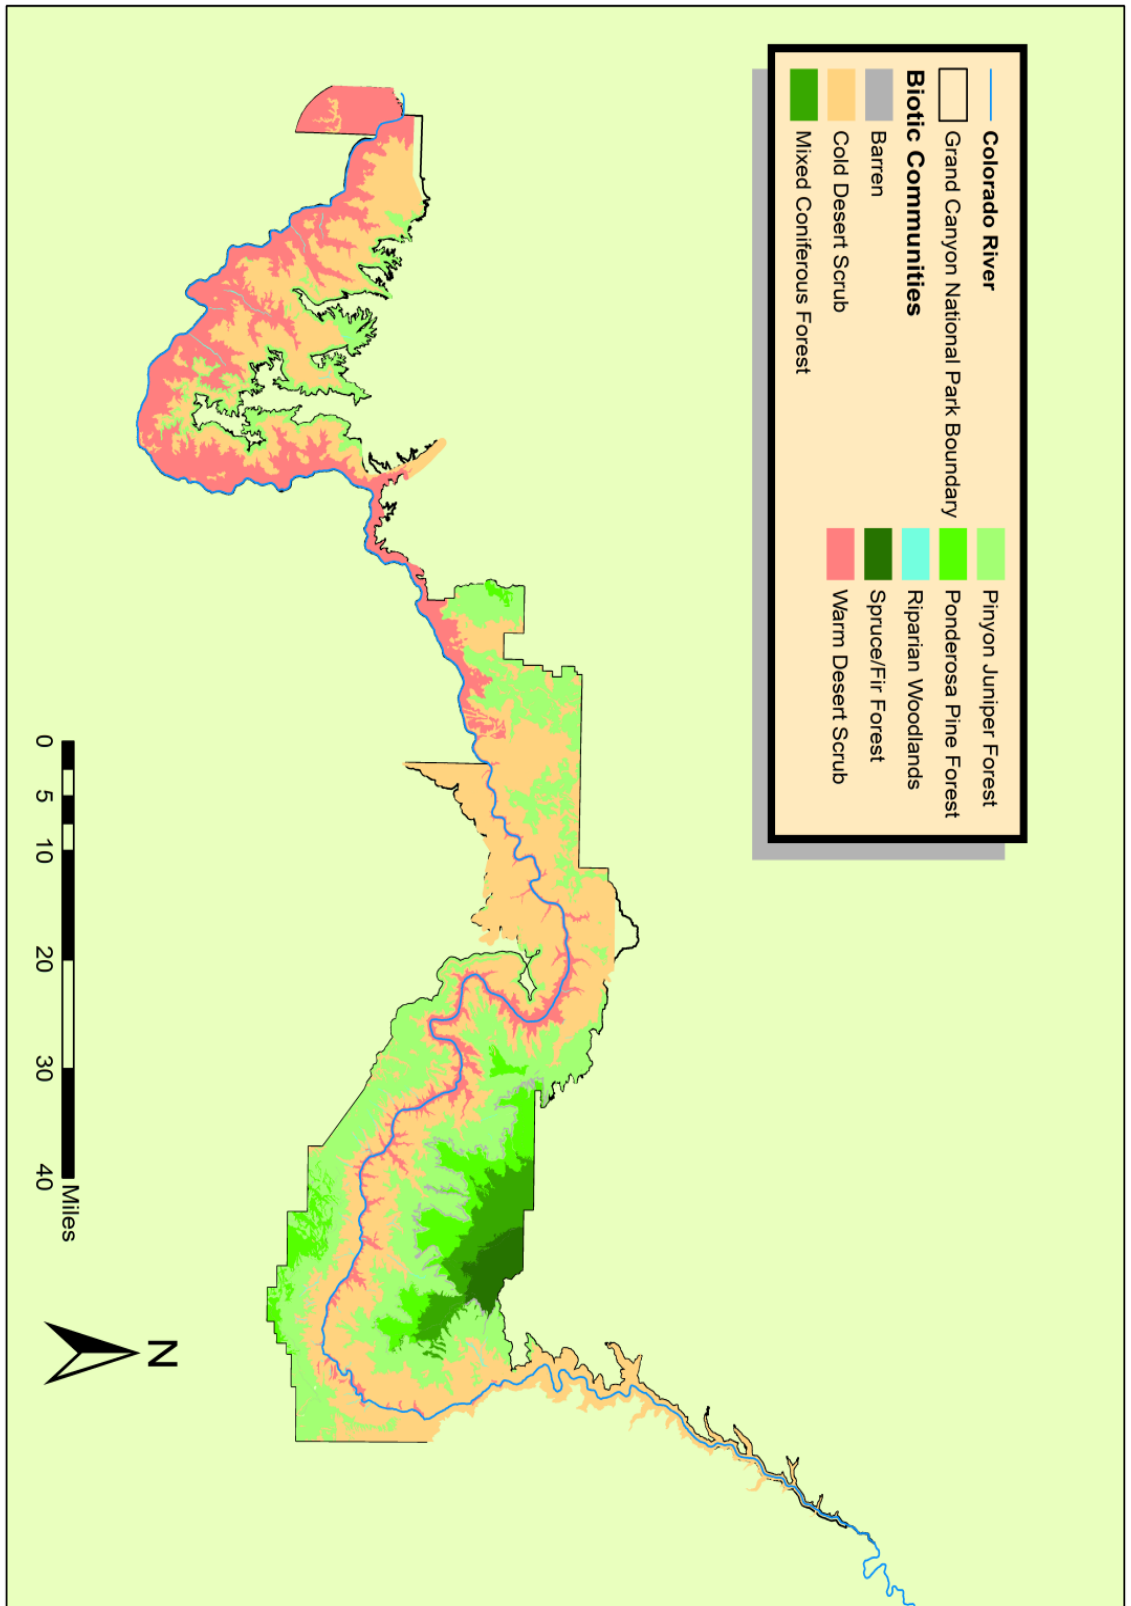 Colorado River
Grand Canyon National Park Boundary
Biotic Communities
Barren
Cold Desert Scrub
Mixed Coniferous Forest
Pinyon Juniper Forest
Ponderosa Pine Forest
Riparian Woodlands
Spruce/Fir Forest
Warm Desert Scrub
0 5 10 20 30 40
Miles
N